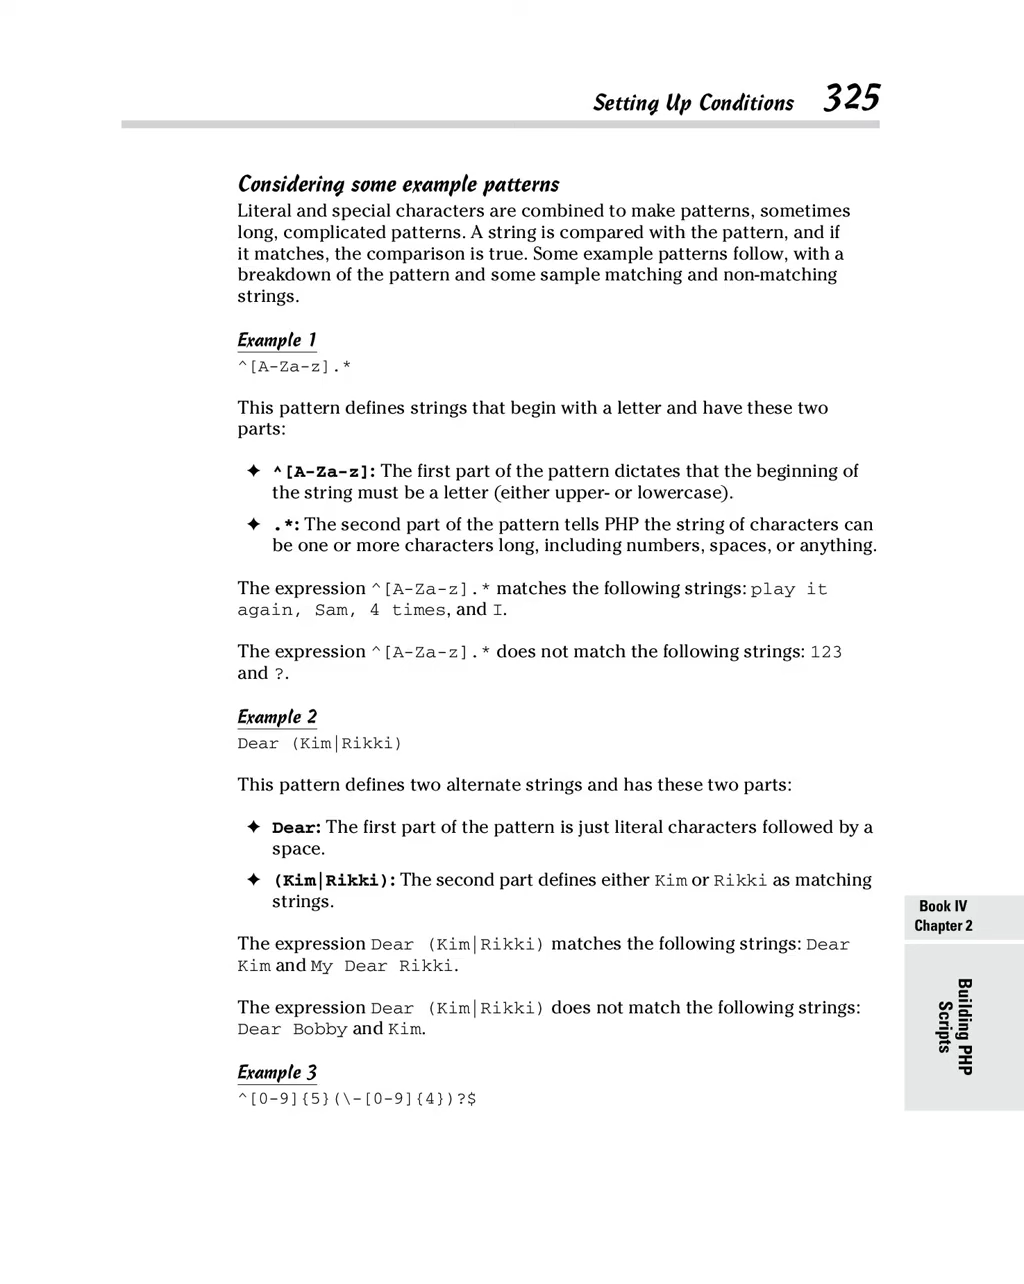 Setting Up Conditions 325
Considering some example patterns
Literal and special characters are combined to make patterns, sometimes
long, complicated patterns. A string is compared with the pattern, and if
it matches, the comparison is true. Some example patterns follow, with a
breakdown of the pattern and some sample matching and non-matching
strings.
Example 1
^[A-Za-z].*
This pattern defines strings that begin with a letter and have these two
parts:
✦ ^[A-Za-z]: The first part of the pattern dictates that the beginning of
the string must be a letter (either upper- or lowercase).
✦ .*: The second part of the pattern tells PHP the string of characters can
be one or more characters long, including numbers, spaces, or anything.
The expression ^[A-Za-z].* matches the following strings: play it
again, Sam, 4 times, and I.
The expression ^[A-Za-z].* does not match the following strings: 123
and ?.
Example 2
Dear (Kim|Rikki)
This pattern defines two alternate strings and has these two parts:
✦ Dear: The first part of the pattern is just literal characters followed by a
space.
✦ (Kim|Rikki): The second part defines either Kim or Rikki as matching
strings.
The expression Dear (Kim|Rikki) matches the following strings: Dear
Kim and My Dear Rikki.
The expression Dear (Kim|Rikki) does not match the following strings:
Dear Bobby and Kim.
Example 3
^[0-9]{5}(\-[0-9]{4})?$
Book IV
Chapter 2
Building PHP
Scripts